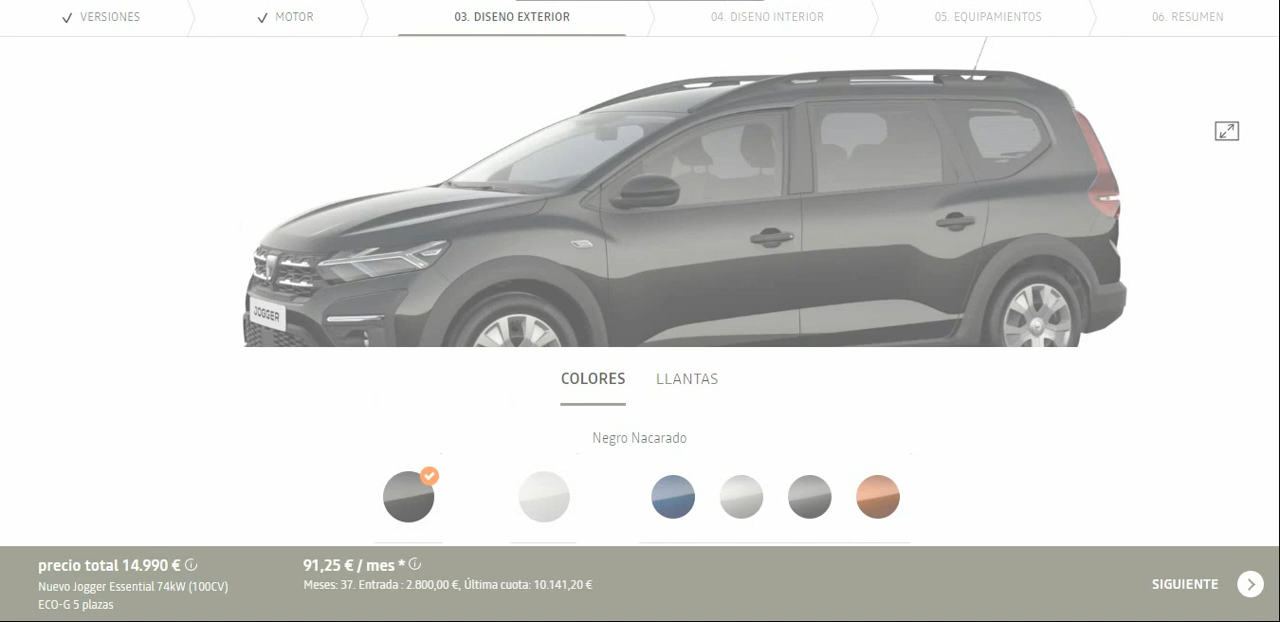 VERSIONES
MOTOR
03. DISENO EXTERIOR
04. DISENO INTERIOR
05. EQUIPAMIENTOS
06. RESUMEN
JOGGER
COLORES
LLANTAS
Negro Nacarado
precio total 14.990 €
Nuevo Jogger Essential 74kW (100CV)
ECO-G 5 plazas
91,25 € / mes *
Meses: 37. Entrada : 2.800,00 €, Última cuota: 10.141,20 €
SIGUIENTE